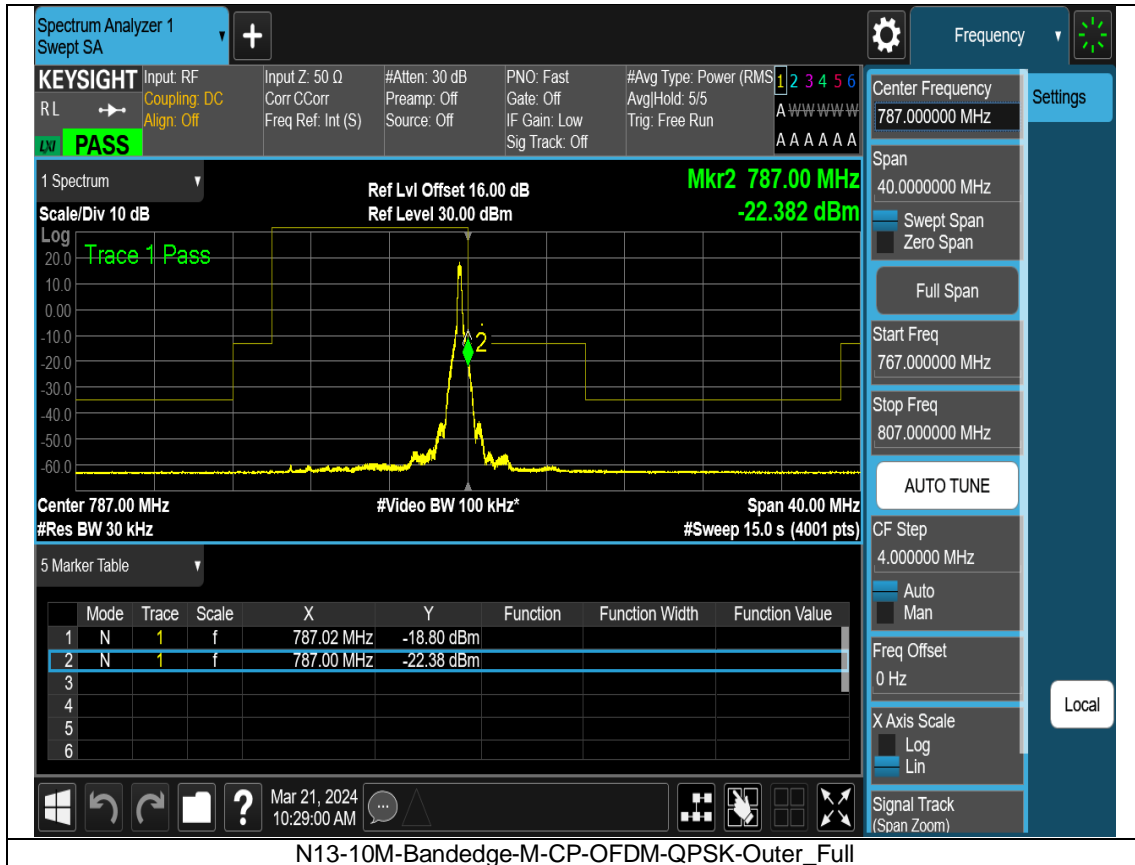 Spectrum Analyzer 1
Swept SA
+
Frequency
KEYSIGHT
RL
LXI
PASS
Input: RF
Coupling: DC
Align: Off
Input Z: 50 Ω
Corr CCorr
Freq Ref: Int (S)
#Atten: 30 dB
Preamp: Off
Source: Off
PNO: Fast
Gate: Off
IF Gain: Low
Sig Track: Off
#Avg Type: Power (RMS
Avg|Hold: 5/5
Trig: Free Run
1 2 3 4 5 6
A W W W W W
A A A A A A
1 Spectrum
Scale/Div 10 dB
Ref Lvl Offset 16.00 dB
Ref Level 30.00 dBm
Mkr2 787.00 MHz
-22.382 dBm
Log
Trace 1 Pass
20.0
10.0
0.00
-10.0
-20.0
-30.0
-40.0
-50.0
-60.0
2
Center 787.00 MHz
#Res BW 30 kHz
#Video BW 100 kHz*
Span 40.00 MHz
#Sweep 15.0 s (4001 pts)
5 Marker Table
Mode Trace Scale X Y Function Function Width Function Value
1 N 1 f 787.02 MHz -18.80 dBm
2 N 1 f 787.00 MHz -22.38 dBm
3
4
5
6
Center Frequency
787.000000 MHz
Span
40.0000000 MHz
Swept Span
Zero Span
Full Span
Start Freq
767.000000 MHz
Stop Freq
807.000000 MHz
AUTO TUNE
CF Step
4.000000 MHz
Auto
Man
Freq Offset
0 Hz
X Axis Scale
Log
Lin
Signal Track
(Span Zoom)
Settings
Local
?
Mar 21, 2024
10:29:00 AM
N13-10M-Bandedge-M-CP-OFDM-QPSK-Outer_Full